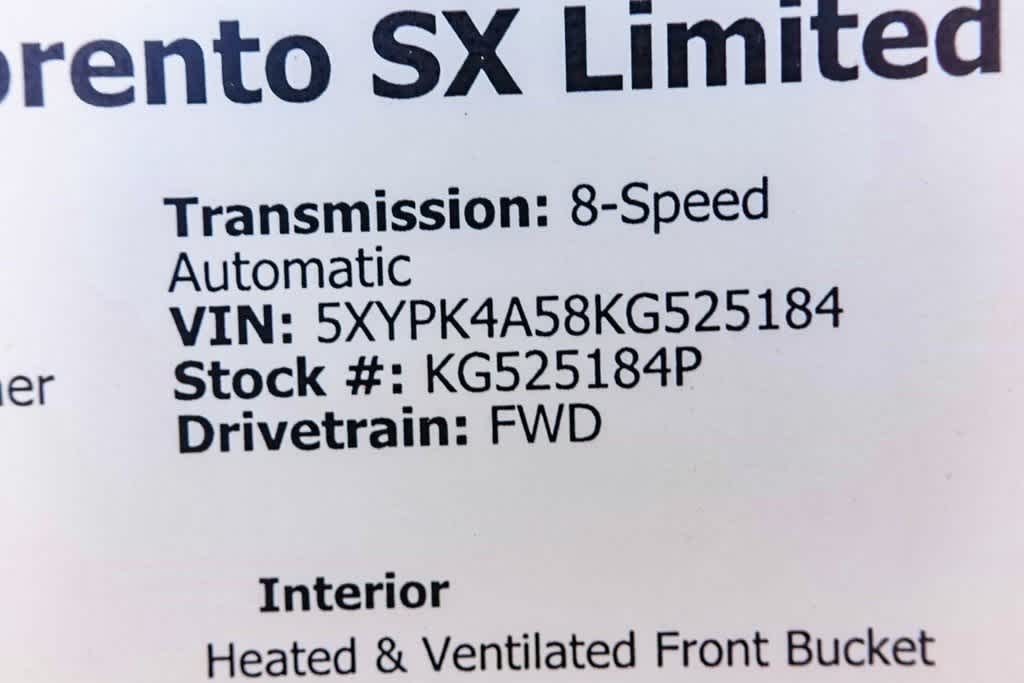 orento SX Limited
Transmission: 8-Speed
Automatic
VIN: 5XYPK4A58KG525184
Stock #: KG525184P
er
Drivetrain: FWD
Interior
Heated & Ventilated Front Bucket